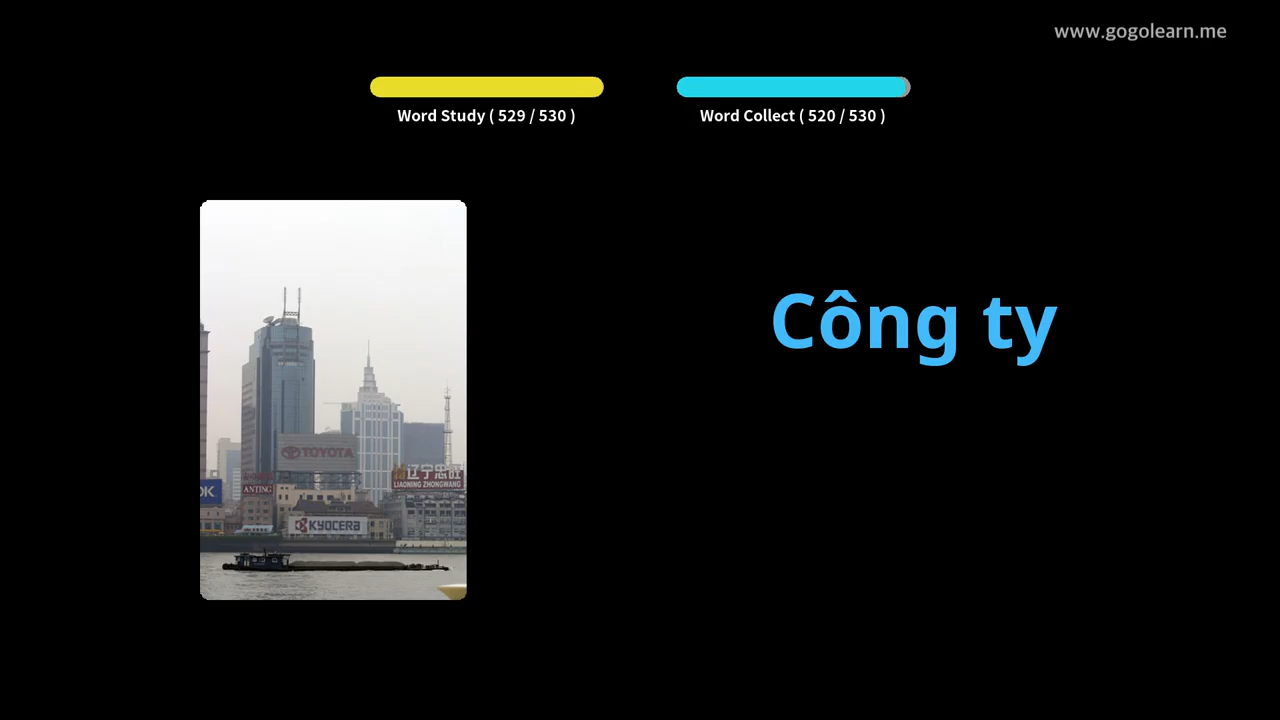 www.gogolearn.me
Word Study ( 529 / 530 )
Word Collect ( 520 / 530 )
Công ty
TOYOTA
辽宁忠旺
LIAONING ZHONGWANG
DK
ANTING
KYOCERA